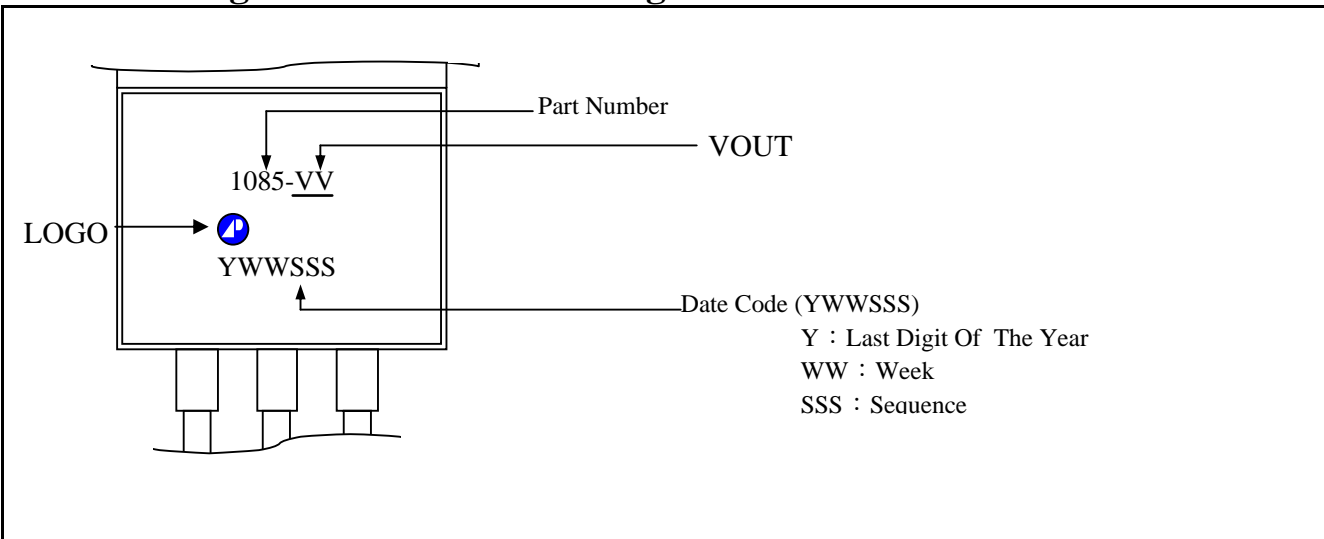 Part Number
VOUT
1085-VV
LOGO
YWWSSS
Date Code (YWWSSS)
Y：Last Digit Of The Year
WW：Week
SSS：Sequence